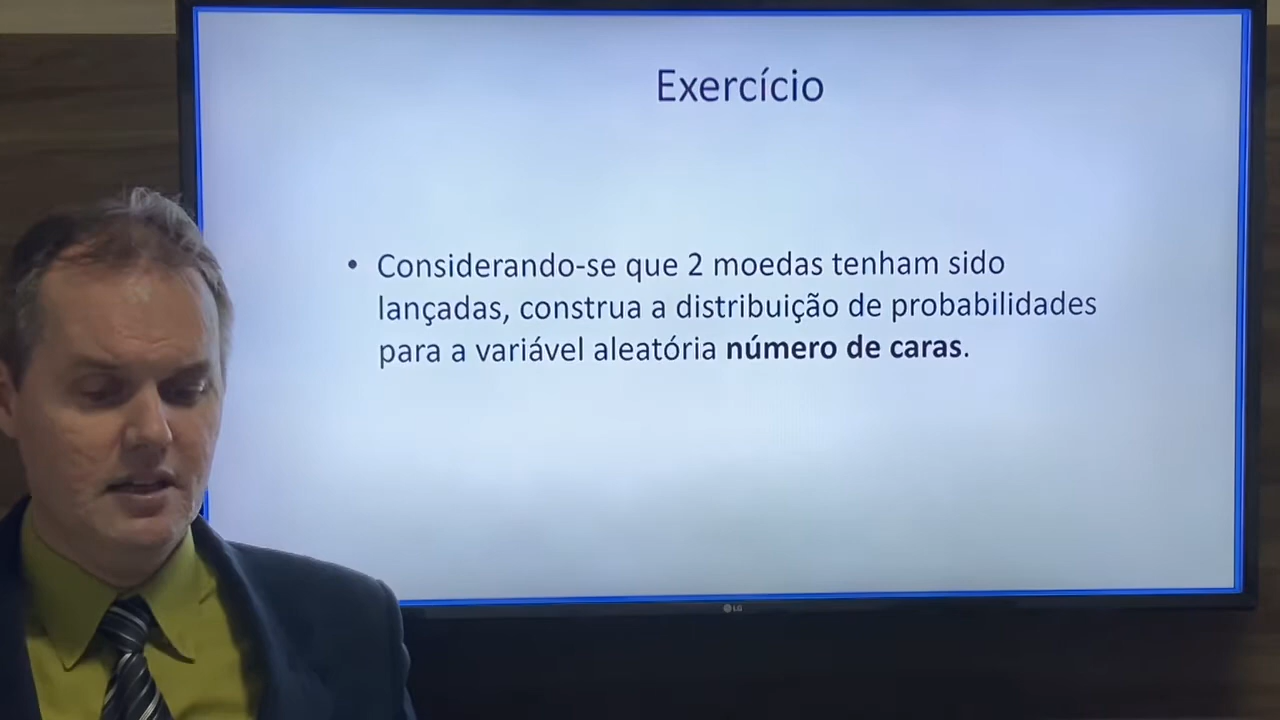 Exercício
• Considerando-se que 2 moedas tenham sido
lançadas, construa a distribuição de probabilidades
para a variável aleatória número de caras.
LG